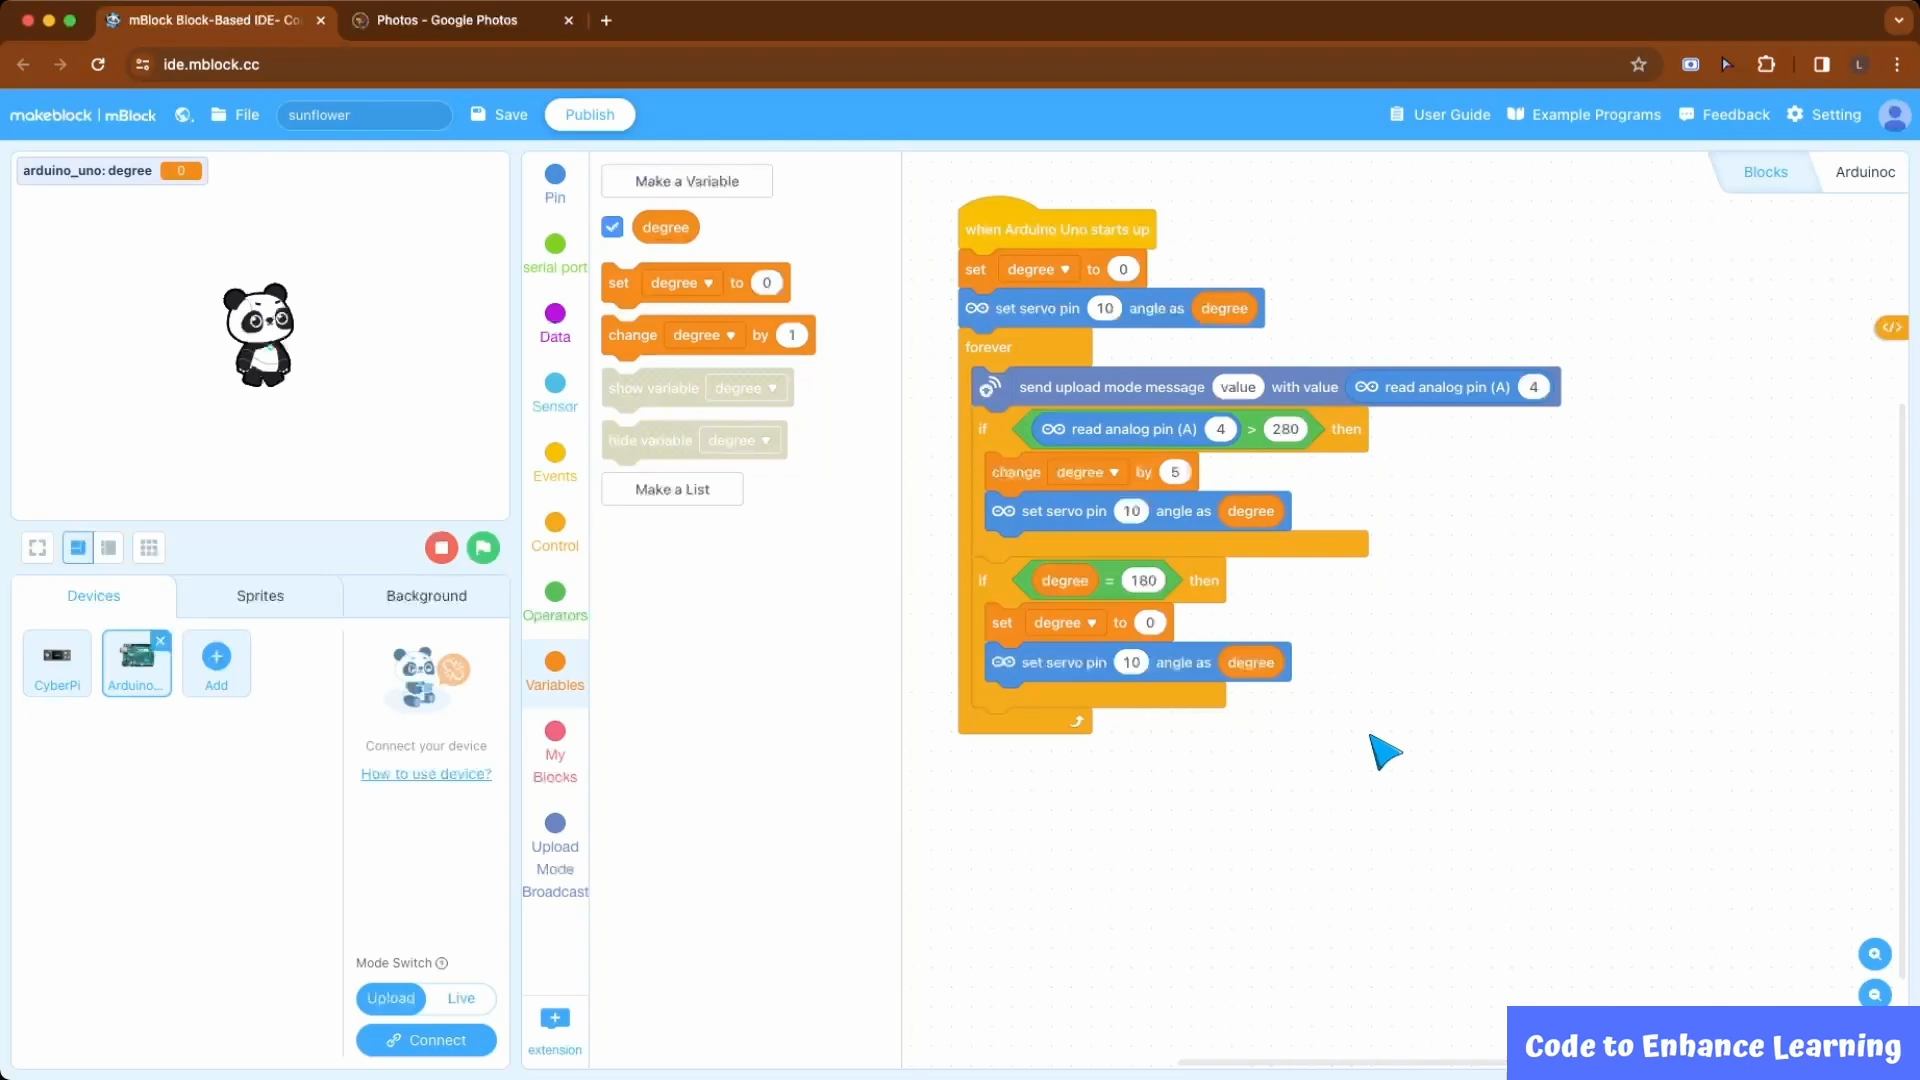 mBlock Block-Based IDE- Co
Photos - Google Photos
ide.mblock.cc
L
makeblock | mBlock
File
sunflower
Save
Publish
User Guide
Example Programs
Feedback
Setting
arduino_uno: degree 0
Pin
serial port
Data
Sensor
Events
Control
Operators
Variables
My
Blocks
Upload
Mode
Broadcast
extension
Make a Variable
degree
set degree to 0
change degree by 1
show variable degree
hide variable degree
Make a List
Blocks
Arduinoc
</>
when Arduino Uno starts up
set degree to 0
set servo pin 10 angle as degree
forever
send upload mode message value with value read analog pin (A) 4
if read analog pin (A) 4 > 280 then
change degree by 5
set servo pin 10 angle as degree
if degree = 180 then
set degree to 0
set servo pin 10 angle as degree
Devices
Sprites
Background
CyberPi
Arduino...
Add
Connect your device
How to use device?
Mode Switch
Upload
Live
Connect
Code to Enhance Learning